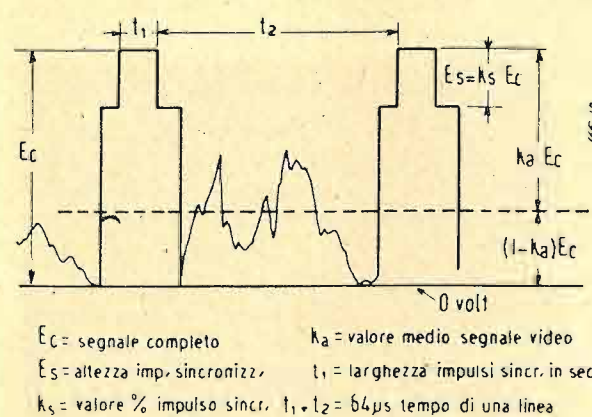 t₁
t₂
Es=ks Ec
Ec
ka Ec
(1-ka)Ec
0 volt
Ec= segnale completo
ka= valore medio segnale video
Es= altezza imp. sincronizz,
t₁= larghezza impulsi sincr. in sec
ks= valore % impulso sincr, t₁+t₂= 64µs tempo di una linea